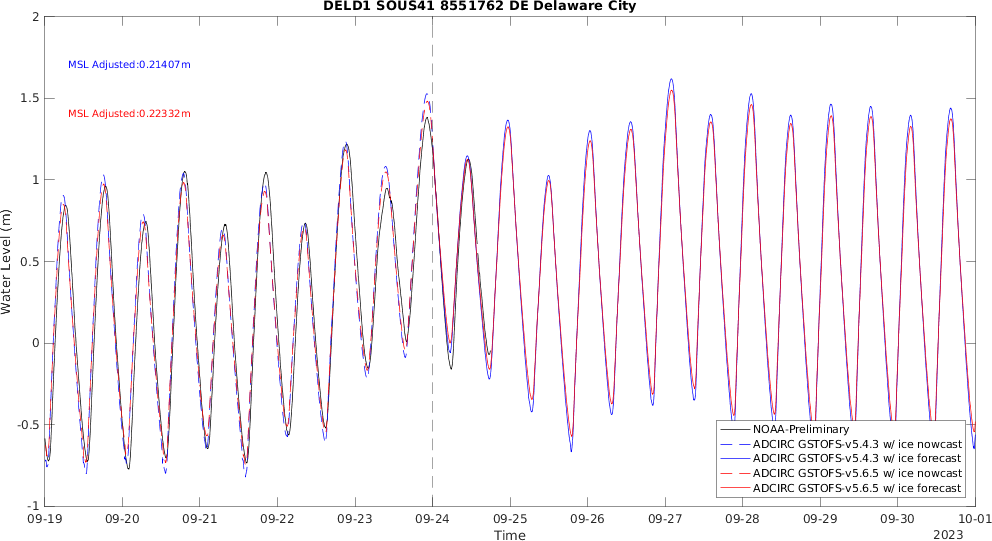 DELD1 SOUS41 8551762 DE Delaware City
2
1.5
1
0.5
0
-0.5
-1
Water Level (m)
MSL Adjusted:0.21407m
MSL Adjusted:0.22332m
NOAA-Preliminary
ADCIRC GSTOFS-v5.4.3 w/ ice nowcast
ADCIRC GSTOFS-v5.4.3 w/ ice forecast
ADCIRC GSTOFS-v5.6.5 w/ ice nowcast
ADCIRC GSTOFS-v5.6.5 w/ ice forecast
09-19 09-20 09-21 09-22 09-23 09-24 09-25 09-26 09-27 09-28 09-29 09-30 10-01
Time
2023